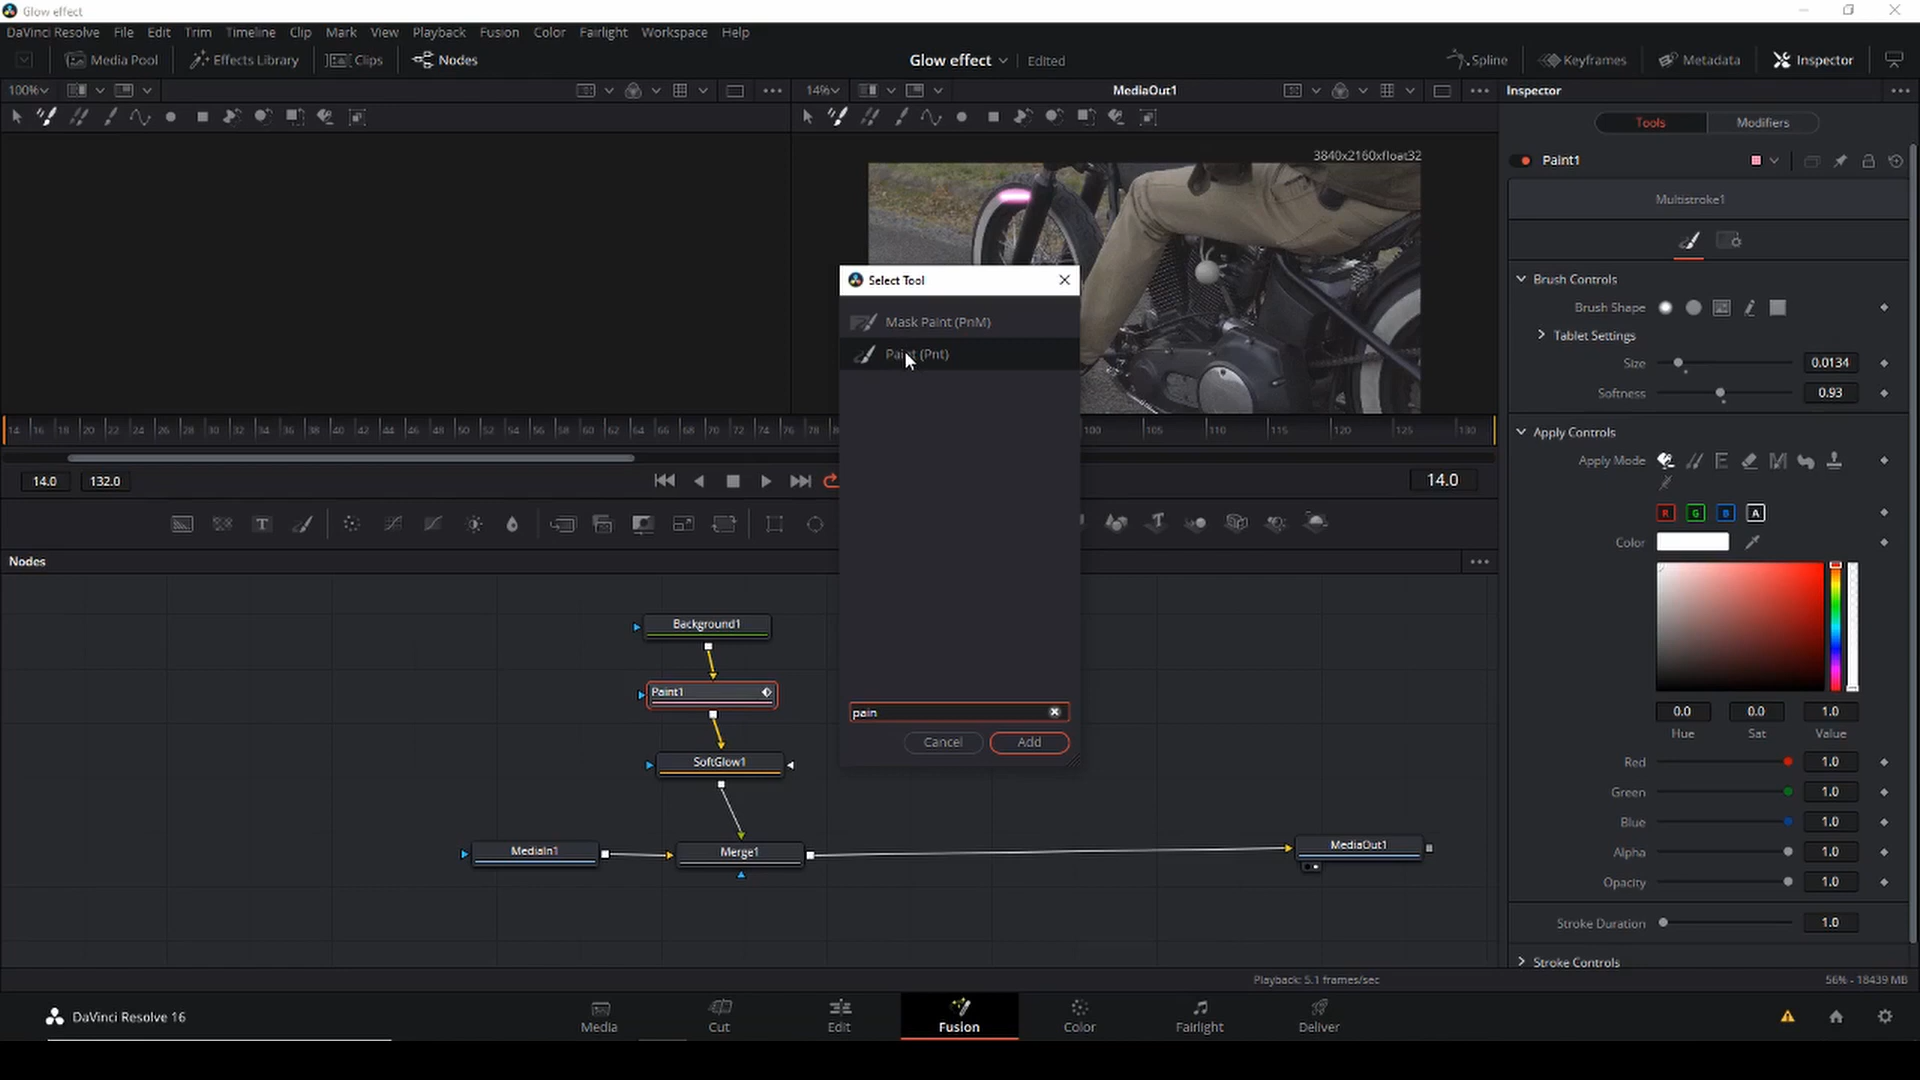 Glow effect
DaVinci Resolve File Edit Trim Timeline Clip Mark View Playback Fusion Color Fairlight Workspace Help
Media Pool Effects Library Clips Nodes Glow effect Edited Spline Keyframes Metadata Inspector
100% 14% MediaOut1 Inspector
Tools Modifiers
3840x2160xfloat32
Paint1
Multistroke1
Select Tool
Mask Paint (PnM)
Paint (Pnt)
pain
Cancel Add
Brush Controls
Brush Shape
Tablet Settings
Size 0.0134
Softness 0.93
14 16 18 20 22 24 26 28 30 32 34 36 38 40 42 44 46 48 50 52 54 56 58 60 62 64 66 68 70 72 74 76 78 100 105 110 115 120 125 130
Apply Controls
Apply Mode
14.0 132.0 14.0
R G B A
Color
Nodes
Background1
Paint1
SoftGlow1
MediaIn1 Merge1 MediaOut1
0.0 0.0 1.0
Hue Sat Value
Red 1.0
Green 1.0
Blue 1.0
Alpha 1.0
Opacity 1.0
Stroke Duration 1.0
Stroke Controls
Playback: 5.1 frames/sec 56% - 18439 MB
DaVinci Resolve 16 Media Cut Edit Fusion Color Fairlight Deliver